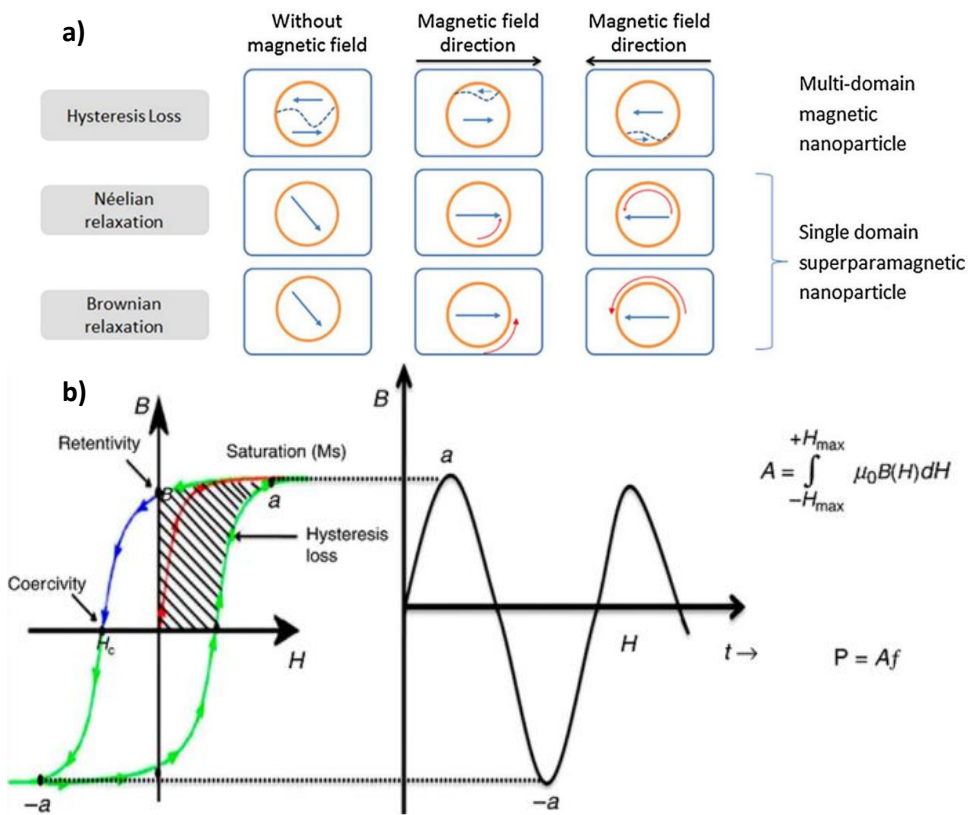 a)
Without
magnetic field
Magnetic field
direction
Magnetic field
direction
Hysteresis Loss
Multi-domain
magnetic
nanoparticle
Néelian
relaxation
Single domain
superparamagnetic
nanoparticle
Brownian
relaxation
b)
B
Retentivity
Saturation (Ms)
B
a
Hysteresis
loss
Coercivity
Hc
H
-a
B
a
H
t→
-a
+Hmax
A = ∫ μ0B(H)dH
-Hmax
P = Af